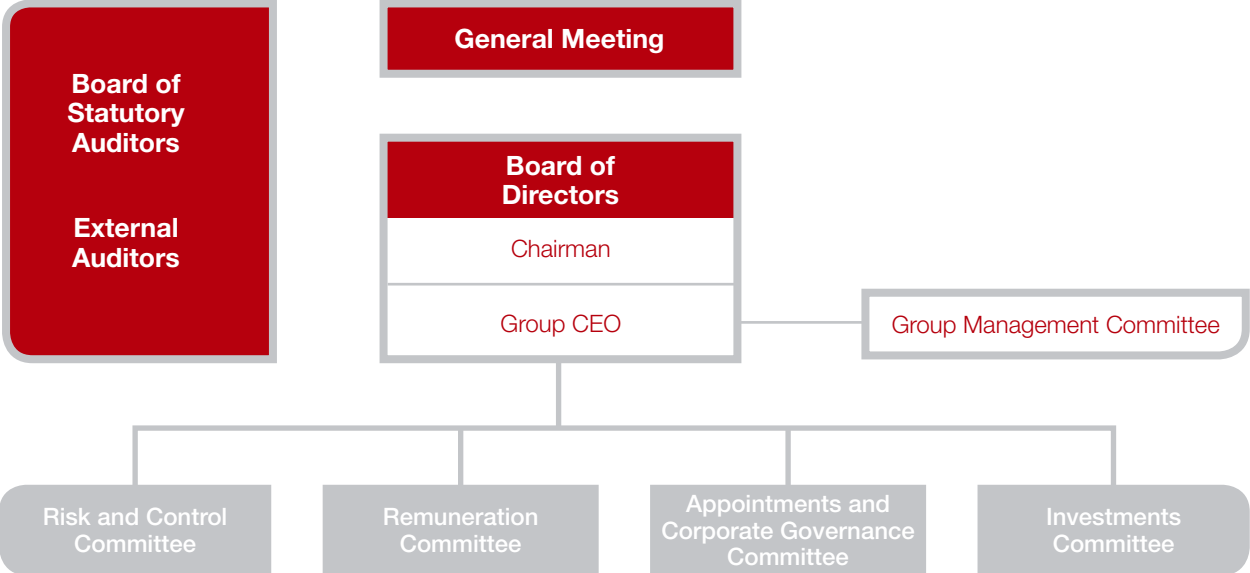 Board of
Statutory
Auditors
External
Auditors
General Meeting
Board of
Directors
Chairman
Group CEO
Group Management Committee
Risk and Control
Committee
Remuneration
Committee
Appointments and
Corporate Governance
Committee
Investments
Committee